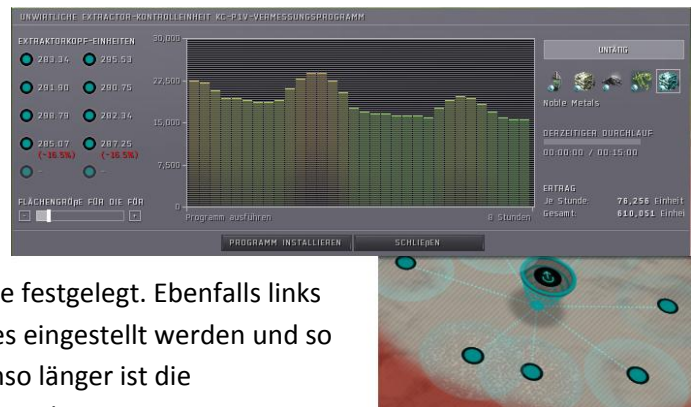 UNWIRTLICHE EXTRACTOR-KONTROLLEINHEIT KC-P1V-VERMESSUNGSPROGRAMM
EXTRAKTORKOPF-EINHEITEN
283.34 295.53
291.90 290.75
290.79 282.34
285.07 287.25
(-16.5%) (-16.5%)
- -
FLÄCHENGRÖβE FÜR DIE FÖR
30,000
22,500
15,000
7,500
0
Programm ausführen
8 Stunden
UNTÄTIG
Noble Metals
DERZEITIGER DURCHLAUF
00:00:00 / 00:15:00
ERTRAG
Je Stunde: 76,256 Einheit
Gesamt: 610,051 Einhei
PROGRAMM INSTALLIEREN SCHLIEβEN
e festgelegt. Ebenfalls links
es eingestellt werden und so
nso länger ist die